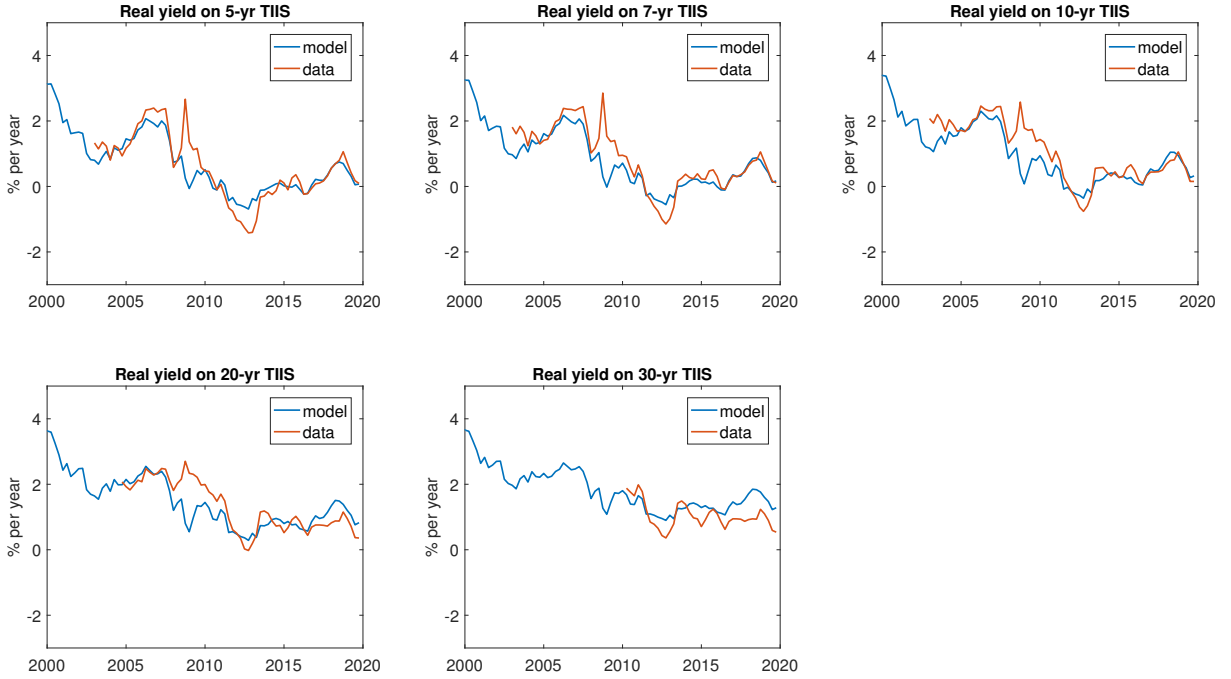 Real yield on 5-yr TIIS
% per year
4
2
0
-2
2000 2005 2010 2015 2020
model
data
Real yield on 7-yr TIIS
% per year
4
2
0
-2
2000 2005 2010 2015 2020
model
data
Real yield on 10-yr TIIS
% per year
4
2
0
-2
2000 2005 2010 2015 2020
model
data
Real yield on 20-yr TIIS
% per year
4
2
0
-2
2000 2005 2010 2015 2020
model
data
Real yield on 30-yr TIIS
% per year
4
2
0
-2
2000 2005 2010 2015 2020
model
data